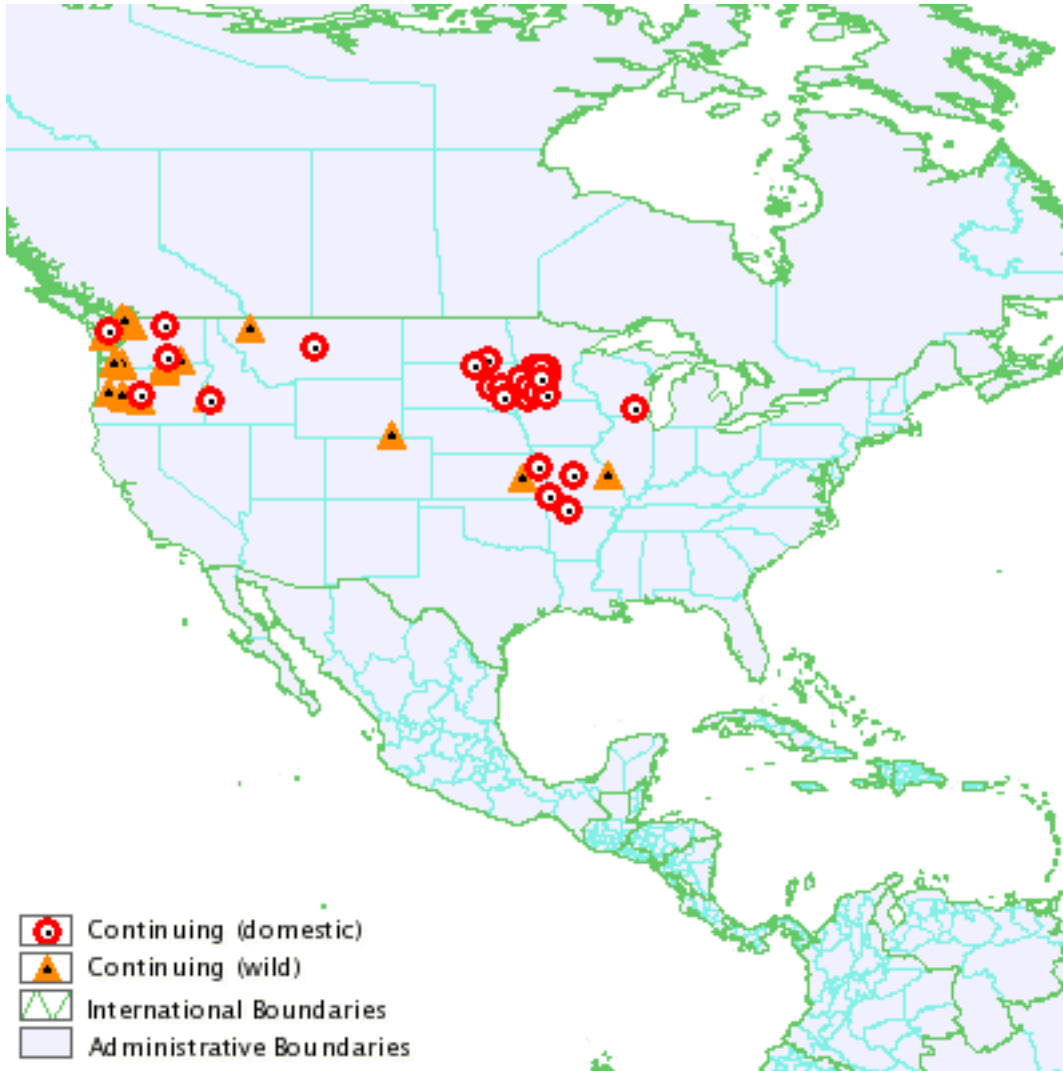 Continuing (domestic)
Continuing (wild)
International Boundaries
Administrative Boundaries